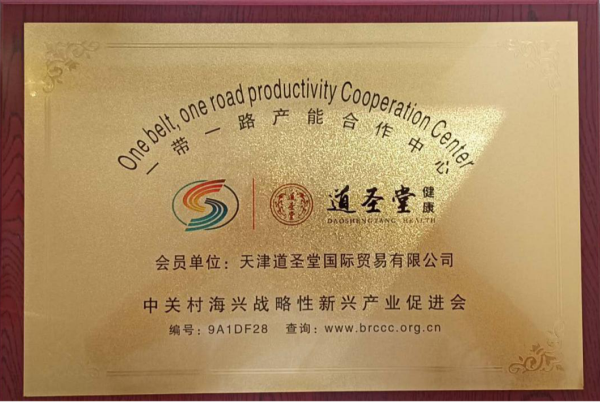 One belt, one road productivity Cooperation Center
一带一路产能合作中心
道圣堂
道圣堂 健康
DAOSHENGTANG HEALTH
会员单位：天津道圣堂国际贸易有限公司
中关村海兴战略性新兴产业促进会
编号：9A1DF28 查询：www.brccc.org.cn